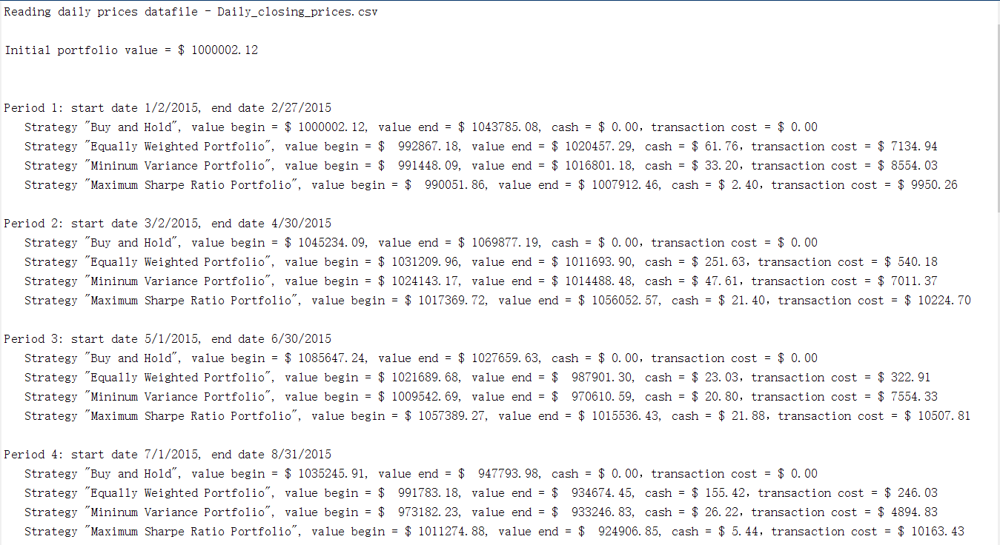 Reading daily prices datafile - Daily_closing_prices.csv
Initial portfolio value = $ 1000002.12
Period 1: start date 1/2/2015, end date 2/27/2015
Strategy "Buy and Hold", value begin = $ 1000002.12, value end = $ 1043785.08, cash = $ 0.00, transaction cost = $ 0.00
Strategy "Equally Weighted Portfolio", value begin = $  992867.18, value end = $ 1020457.29, cash = $ 61.76, transaction cost = $ 7134.94
Strategy "Mininum Variance Portfolio", value begin = $  991448.09, value end = $ 1016801.18, cash = $ 33.20, transaction cost = $ 8554.03
Strategy "Maximum Sharpe Ratio Portfolio", value begin = $  990051.86, value end = $ 1007912.46, cash = $ 2.40, transaction cost = $ 9950.26
Period 2: start date 3/2/2015, end date 4/30/2015
Strategy "Buy and Hold", value begin = $ 1045234.09, value end = $ 1069877.19, cash = $ 0.00, transaction cost = $ 0.00
Strategy "Equally Weighted Portfolio", value begin = $ 1031209.96, value end = $ 1011693.90, cash = $ 251.63, transaction cost = $ 540.18
Strategy "Mininum Variance Portfolio", value begin = $ 1024143.17, value end = $ 1014488.48, cash = $ 47.61, transaction cost = $ 7011.37
Strategy "Maximum Sharpe Ratio Portfolio", value begin = $ 1017369.72, value end = $ 1056052.57, cash = $ 21.40, transaction cost = $ 10224.70
Period 3: start date 5/1/2015, end date 6/30/2015
Strategy "Buy and Hold", value begin = $ 1085647.24, value end = $ 1027659.63, cash = $ 0.00, transaction cost = $ 0.00
Strategy "Equally Weighted Portfolio", value begin = $ 1021689.68, value end = $  987901.30, cash = $ 23.03, transaction cost = $ 322.91
Strategy "Mininum Variance Portfolio", value begin = $ 1009542.69, value end = $  970610.59, cash = $ 20.80, transaction cost = $ 7554.33
Strategy "Maximum Sharpe Ratio Portfolio", value begin = $ 1057389.27, value end = $ 1015536.43, cash = $ 21.88, transaction cost = $ 10507.81
Period 4: start date 7/1/2015, end date 8/31/2015
Strategy "Buy and Hold", value begin = $ 1035245.91, value end = $  947793.98, cash = $ 0.00, transaction cost = $ 0.00
Strategy "Equally Weighted Portfolio", value begin = $  991783.18, value end = $  934674.45, cash = $ 155.42, transaction cost = $ 246.03
Strategy "Mininum Variance Portfolio", value begin = $  973182.23, value end = $  933246.83, cash = $ 26.22, transaction cost = $ 4894.83
Strategy "Maximum Sharpe Ratio Portfolio", value begin = $ 1011274.88, value end = $  924906.85, cash = $ 5.44, transaction cost = $ 10163.43